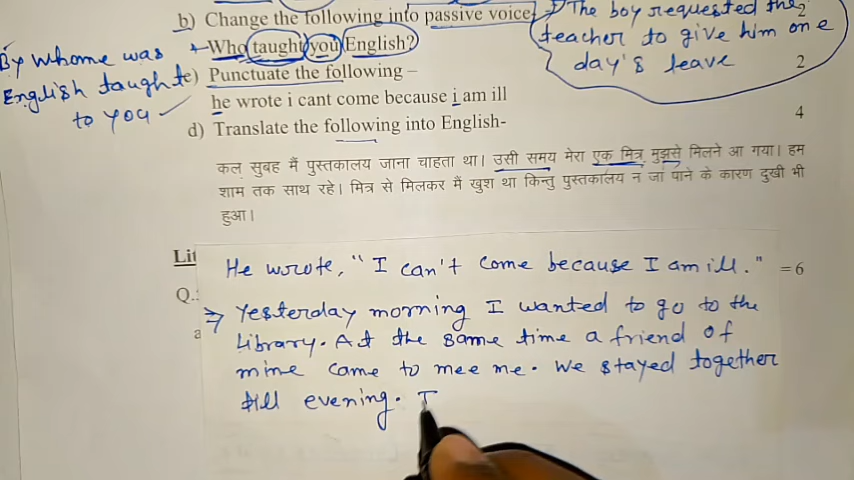 b) Change the following into passive voice
Who taught you English?
c) Punctuate the following –
he wrote i cant come because i am ill
d) Translate the following into English-
कल सुबह मैं पुस्तकालय जाना चाहता था। उसी समय मेरा एक मित्र मुझसे मिलने आ गया। हम
शाम तक साथ रहे। मित्र से मिलकर मैं खुश था किन्तु पुस्तकालय न जा पाने के कारण दुखी भी
हुआ।
By whome was
English taught
to you
The boy requested the
teacher to give him one
day's leave
2
2
4
Lit
= 6
Q.
a
He wrote, "I can't come because I am ill."
⇒ Yesterday morning I wanted to go to the
Library. At the same time a friend of
mine came to mee me. We stayed together
till evening. I